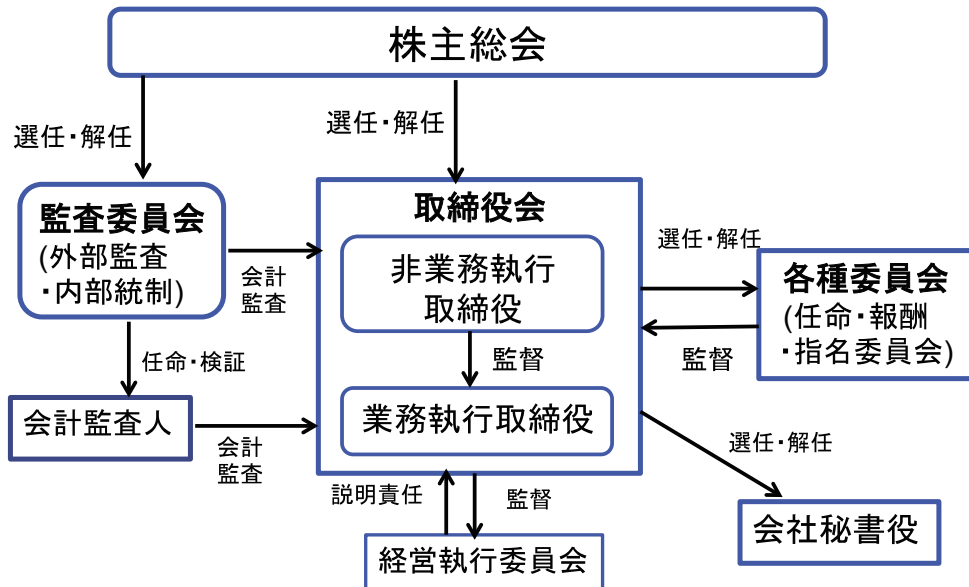 株主総会
選任・解任
選任・解任
監査委員会
(外部監査
・内部統制)
取締役会
非業務執行
取締役
監督
業務執行取締役
会計
監査
選任・解任
各種委員会
(任命・報酬
・指名委員会)
監督
任命・検証
会計監査人
会計
監査
選任・解任
説明責任
監督
会社秘書役
経営執行委員会